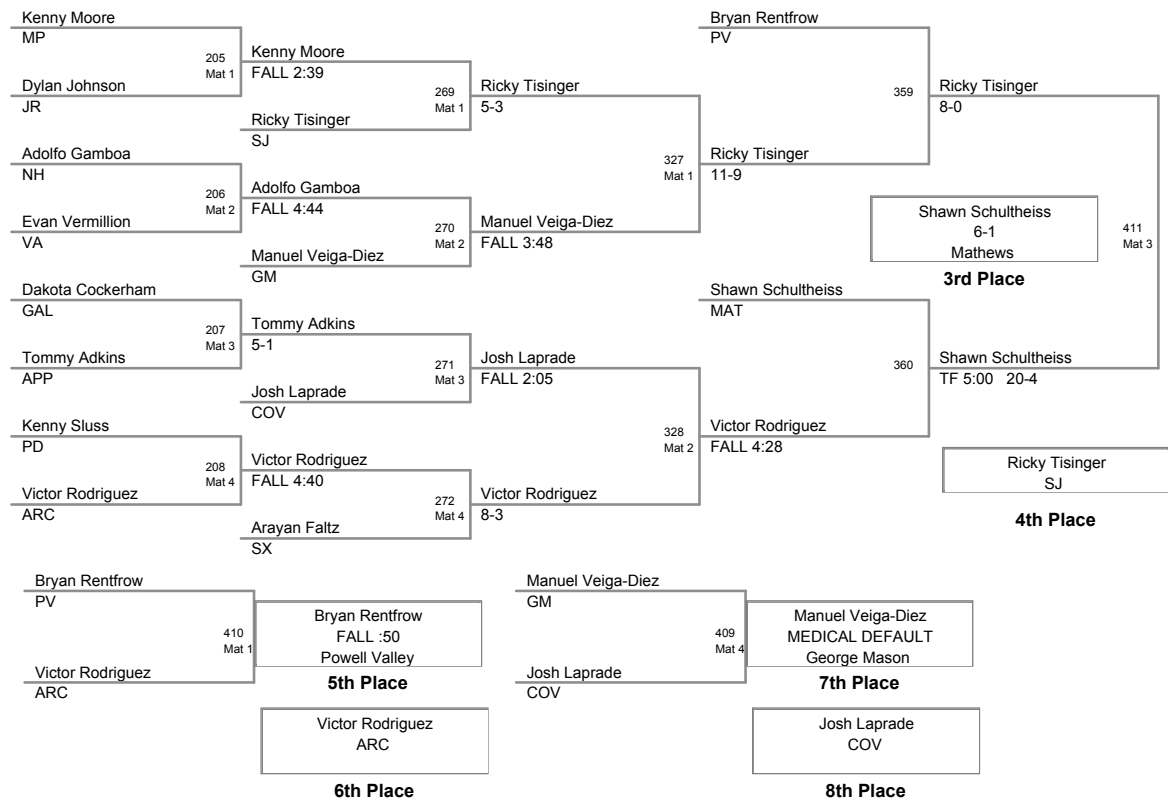 Kenny Moore
MP
205
Mat 1
Dylan Johnson
JR
Kenny Moore
FALL 2:39
269
Mat 1
Ricky Tisinger
SJ
Ricky Tisinger
5-3
Adolfo Gamboa
NH
206
Mat 2
Evan Vermillion
VA
Adolfo Gamboa
FALL 4:44
270
Mat 2
Manuel Veiga-Diez
GM
Manuel Veiga-Diez
FALL 3:48
327
Mat 1
Ricky Tisinger
11-9
Bryan Rentfrow
PV
359
Ricky Tisinger
8-0
Dakota Cockerham
GAL
207
Mat 3
Tommy Adkins
APP
Tommy Adkins
5-1
271
Mat 3
Josh Laprade
COV
Josh Laprade
FALL 2:05
Kenny Sluss
PD
208
Mat 4
Victor Rodriguez
ARC
Victor Rodriguez
FALL 4:40
272
Mat 4
Arayan Faltz
SX
Victor Rodriguez
8-3
328
Mat 2
Victor Rodriguez
FALL 4:28
Shawn Schultheiss
MAT
360
Shawn Schultheiss
TF 5:00 20-4
411
Mat 3
Shawn Schultheiss
6-1
Mathews
3rd Place
Ricky Tisinger
SJ
4th Place
Bryan Rentfrow
PV
410
Mat 1
Victor Rodriguez
ARC
Bryan Rentfrow
FALL :50
Powell Valley
5th Place
Victor Rodriguez
ARC
6th Place
Manuel Veiga-Diez
GM
409
Mat 4
Josh Laprade
COV
Manuel Veiga-Diez
MEDICAL DEFAULT
George Mason
7th Place
Josh Laprade
COV
8th Place